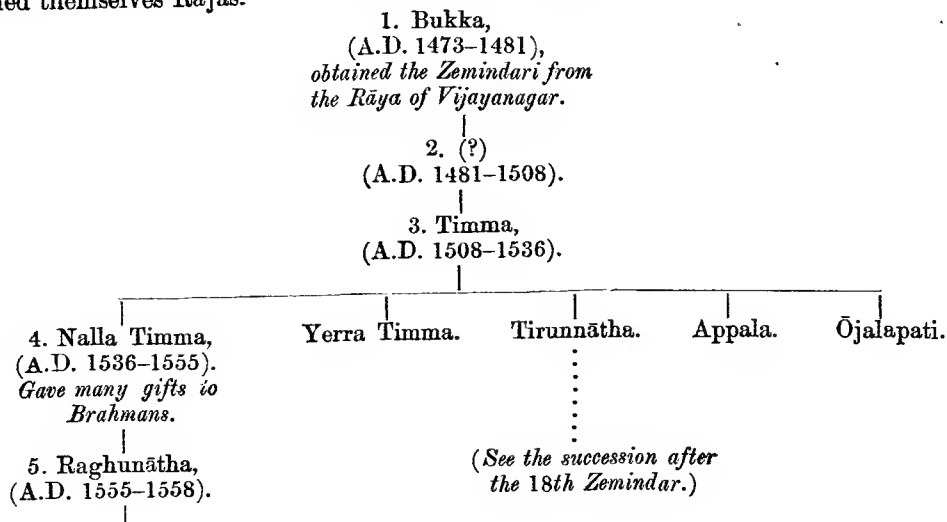 themselves Rajas.
1. Bukka,
(A.D. 1473–1481),
obtained the Zemindari from
the Rāya of Vijayanagar.
2. (?)
(A.D. 1481–1508).
3. Timma,
(A.D. 1508–1536).
4. Nalla Timma,
(A.D. 1536–1555).
Gave many gifts to
Brahmans.
Yerra Timma.
Tirunnātha.
Appala.
Ōjalapati.
5. Raghunātha,
(A.D. 1555–1558).
(See the succession after
the 18th Zemindar.)